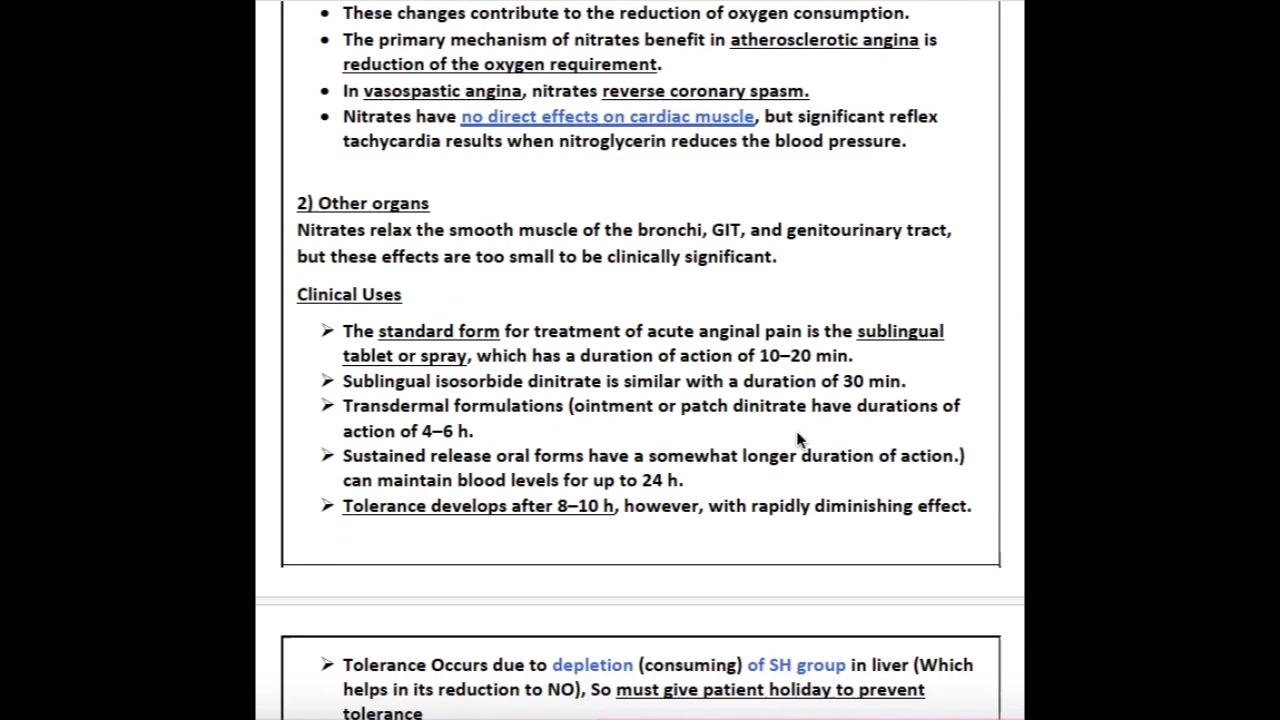 • These changes contribute to the reduction of oxygen consumption.
• The primary mechanism of nitrates benefit in atherosclerotic angina is
reduction of the oxygen requirement.
• In vasospastic angina, nitrates reverse coronary spasm.
• Nitrates have no direct effects on cardiac muscle, but significant reflex
tachycardia results when nitroglycerin reduces the blood pressure.
2) Other organs
Nitrates relax the smooth muscle of the bronchi, GIT, and genitourinary tract,
but these effects are too small to be clinically significant.
Clinical Uses
➢ The standard form for treatment of acute anginal pain is the sublingual
tablet or spray, which has a duration of action of 10–20 min.
➢ Sublingual isosorbide dinitrate is similar with a duration of 30 min.
➢ Transdermal formulations (ointment or patch dinitrate have durations of
action of 4–6 h.
➢ Sustained release oral forms have a somewhat longer duration of action.)
can maintain blood levels for up to 24 h.
➢ Tolerance develops after 8–10 h, however, with rapidly diminishing effect.
➢ Tolerance Occurs due to depletion (consuming) of SH group in liver (Which
helps in its reduction to NO), So must give patient holiday to prevent
tolerance